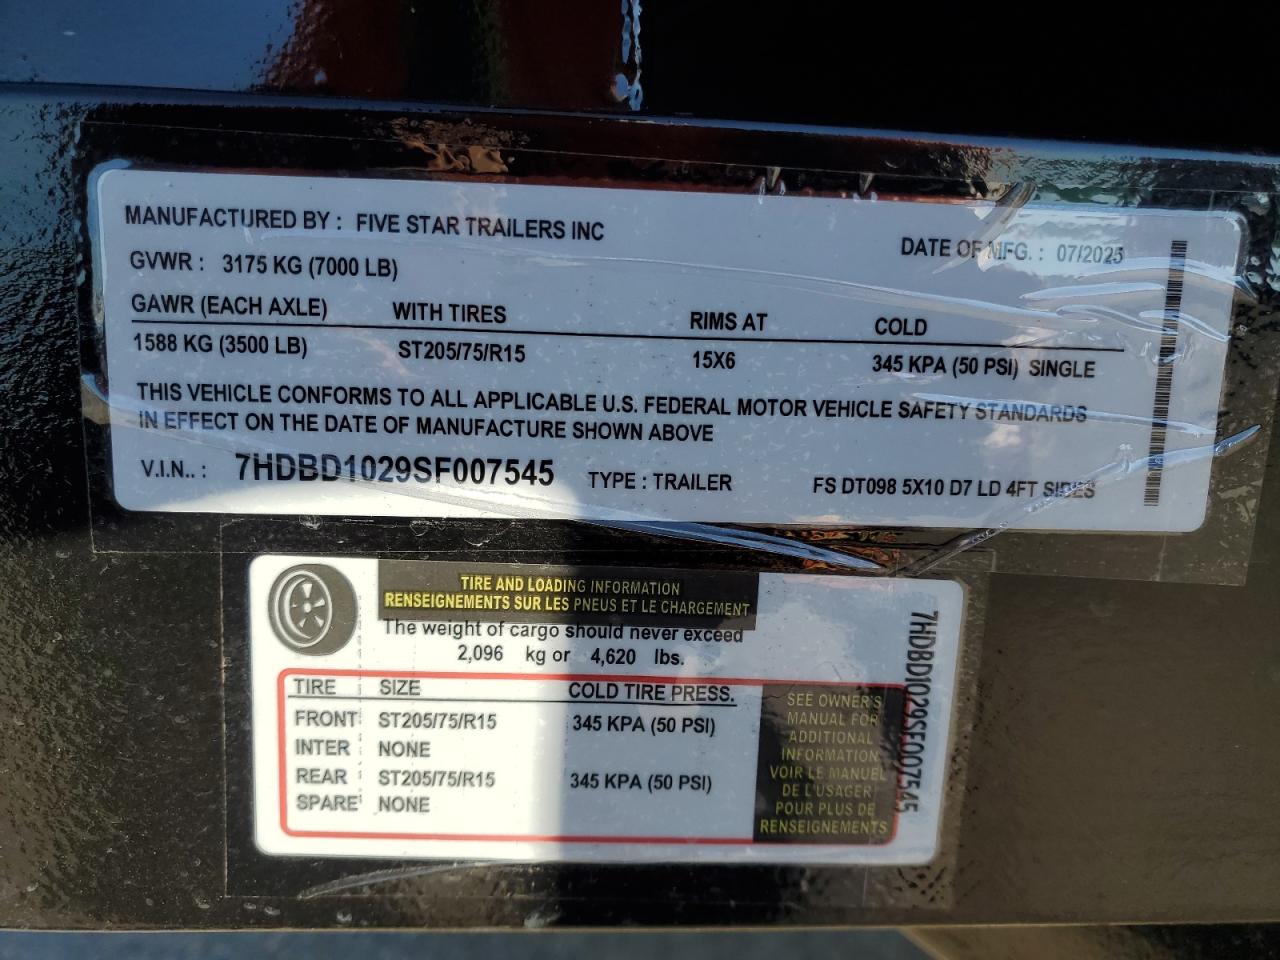 MANUFACTURED BY : FIVE STAR TRAILERS INC
DATE OF MFG. : 07/2025
GVWR : 3175 KG (7000 LB)
GAWR (EACH AXLE) WITH TIRES RIMS AT COLD
1588 KG (3500 LB) ST205/75/R15 15X6 345 KPA (50 PSI) SINGLE
THIS VEHICLE CONFORMS TO ALL APPLICABLE U.S. FEDERAL MOTOR VEHICLE SAFETY STANDARDS
IN EFFECT ON THE DATE OF MANUFACTURE SHOWN ABOVE
V.I.N.. : 7HDBD1029SF007545 TYPE : TRAILER FS DT098 5X10 D7 LD 4FT SIDES
TIRE AND LOADING INFORMATION
RENSEIGNEMENTS SUR LES PNEUS ET LE CHARGEMENT
The weight of cargo should never exceed
2,096 kg or 4,620 lbs.
TIRE SIZE COLD TIRE PRESS.
FRONT ST205/75/R15 345 KPA (50 PSI)
INTER NONE
REAR ST205/75/R15 345 KPA (50 PSI)
SPARE NONE
SEE OWNER'S
MANUAL FOR
ADDITIONAL
INFORMATION
VOIR LE MANUEL
DE L'USAGER
POUR PLUS DE
RENSEIGNEMENTS
7HDBD1029SF007545